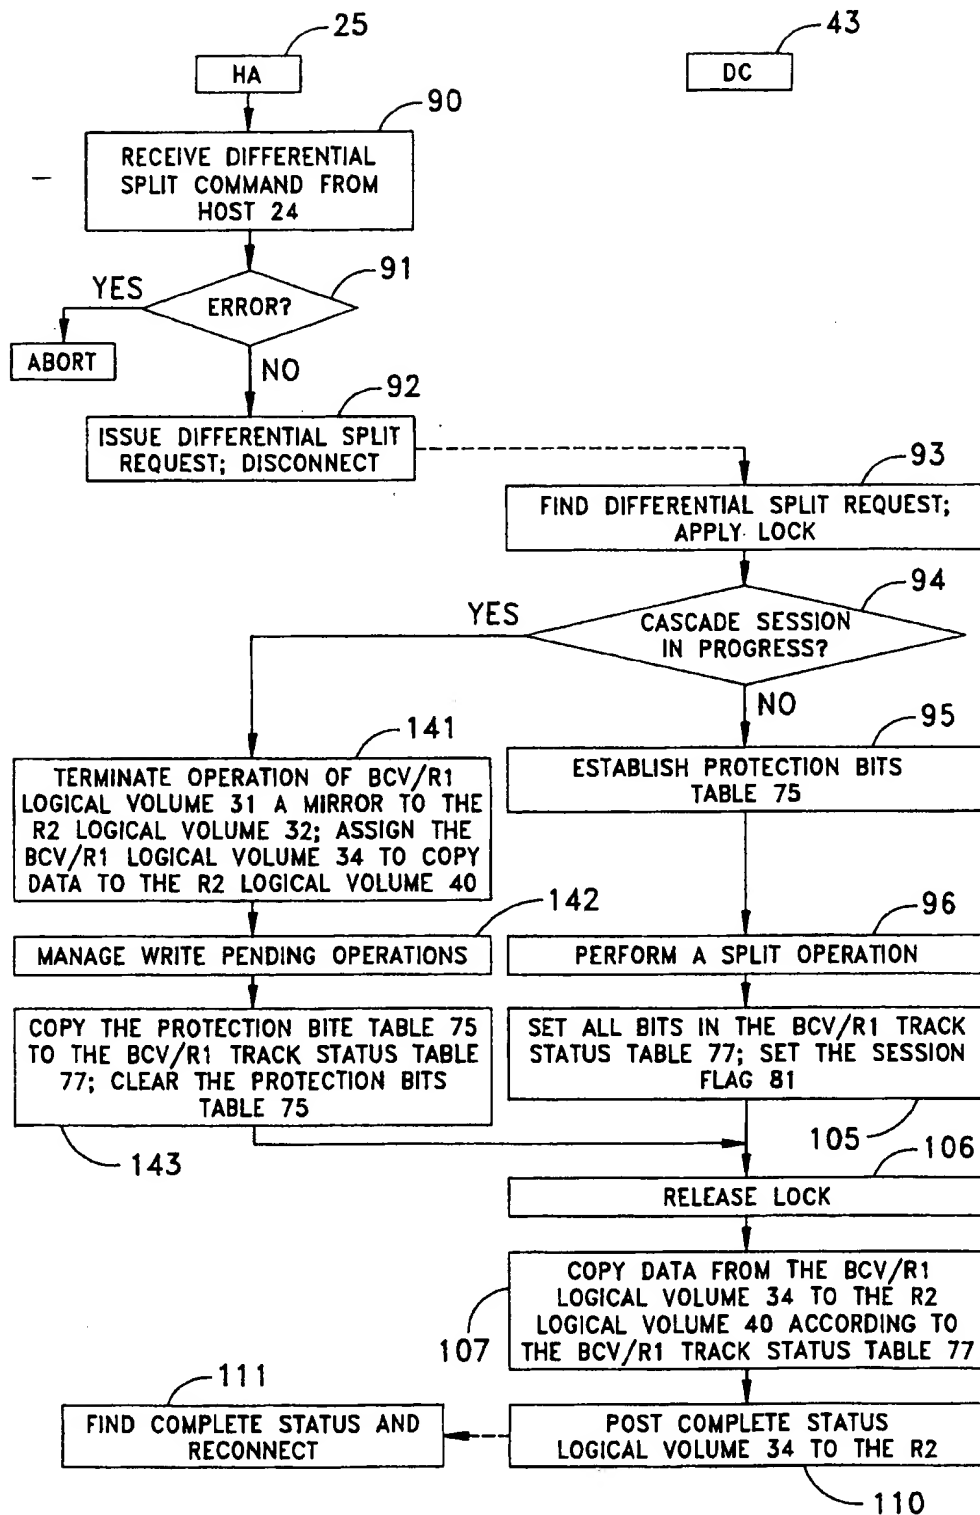 25
43
HA
DC
90
RECEIVE DIFFERENTIAL
SPLIT COMMAND FROM
HOST 24
91
YES
ERROR?
ABORT
NO
92
ISSUE DIFFERENTIAL SPLIT
REQUEST; DISCONNECT
93
FIND DIFFERENTIAL SPLIT REQUEST;
APPLY LOCK
94
YES
CASCADE SESSION
IN PROGRESS?
NO
141
95
TERMINATE OPERATION OF BCV/R1
LOGICAL VOLUME 31 A MIRROR TO THE
R2 LOGICAL VOLUME 32; ASSIGN THE
BCV/R1 LOGICAL VOLUME 34 TO COPY
DATA TO THE R2 LOGICAL VOLUME 40
ESTABLISH PROTECTION BITS
TABLE 75
142
96
MANAGE WRITE PENDING OPERATIONS
PERFORM A SPLIT OPERATION
COPY THE PROTECTION BITE TABLE 75
TO THE BCV/R1 TRACK STATUS TABLE
77; CLEAR THE PROTECTION BITS
TABLE 75
SET ALL BITS IN THE BCV/R1 TRACK
STATUS TABLE 77; SET THE SESSION
FLAG 81
143
105
106
RELEASE LOCK
COPY DATA FROM THE BCV/R1
LOGICAL VOLUME 34 TO THE R2
LOGICAL VOLUME 40 ACCORDING TO
THE BCV/R1 TRACK STATUS TABLE 77
107
111
FIND COMPLETE STATUS AND
RECONNECT
POST COMPLETE STATUS
LOGICAL VOLUME 34 TO THE R2
110